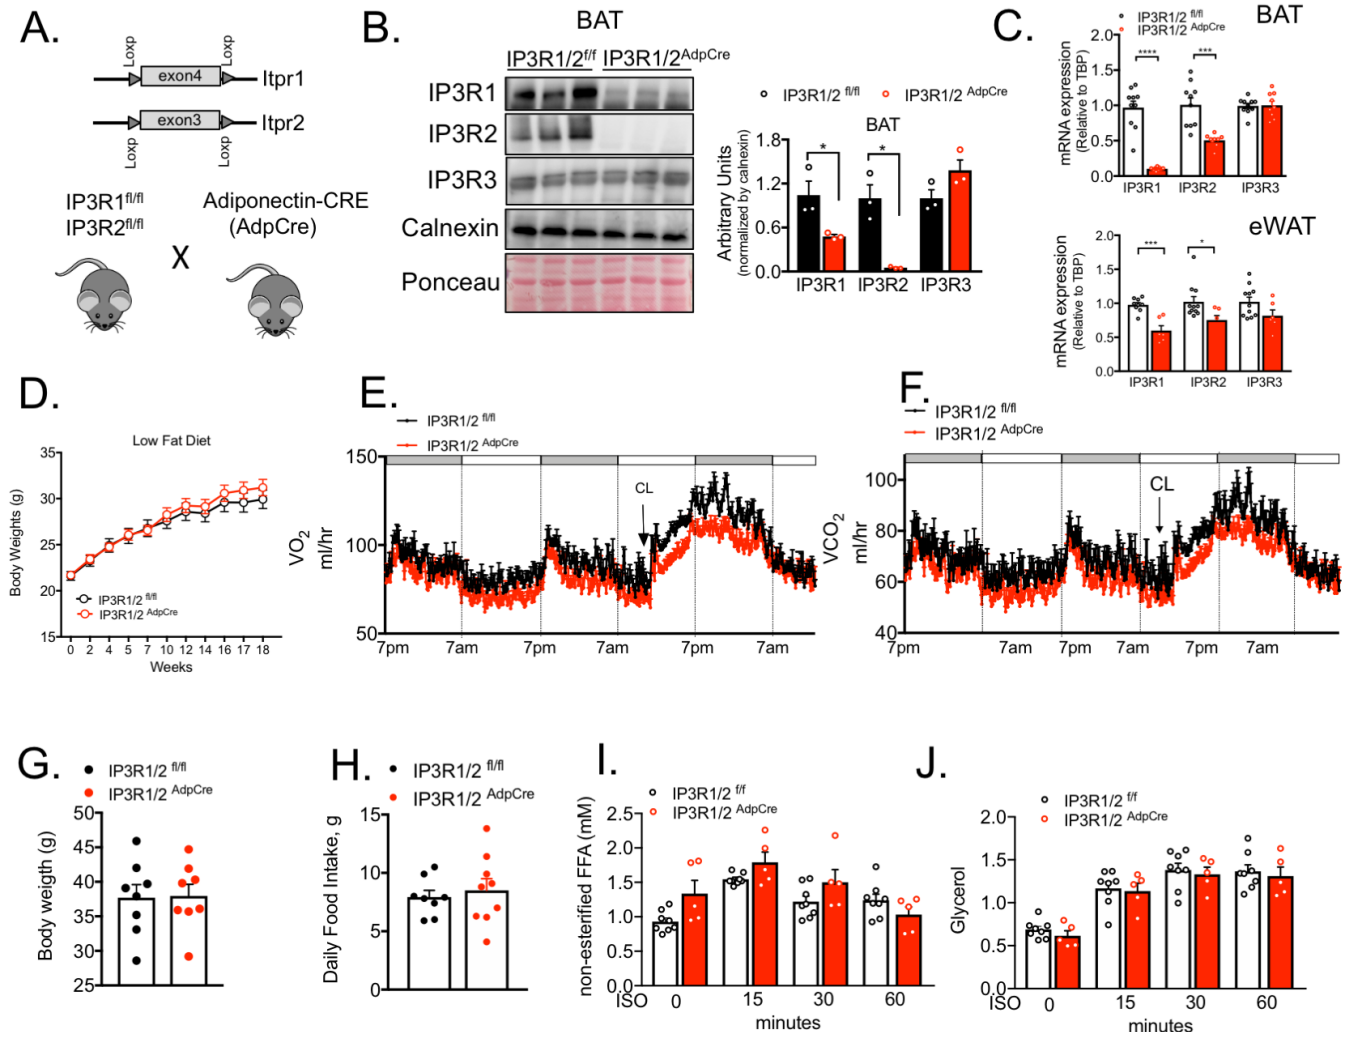 A.
Loxp
Loxp
exon4
Itpr1
exon3
Itpr2
Loxp
Loxp
IP3R1fl/fl
IP3R2fl/fl
X
Adiponectin-CRE
(AdpCre)
B.
BAT
IP3R1/2f/f
IP3R1/2AdpCre
IP3R1
IP3R2
IP3R3
Calnexin
Ponceau
IP3R1/2 fl/fl
IP3R1/2 AdpCre
BAT
Arbitrary Units
(normalized by calnexin)
1.8
1.2
0.6
0.0
*
*
IP3R1
IP3R2
IP3R3
C.
IP3R1/2 fl/fl
IP3R1/2 AdpCre
BAT
mRNA expression
(Relative to TBP)
2.0
1.5
1.0
0.5
0.0
****
***
IP3R1
IP3R2
IP3R3
eWAT
mRNA expression
(Relative to TBP)
2.0
1.5
1.0
0.5
0.0
***
*
IP3R1
IP3R2
IP3R3
D.
Low Fat Diet
Body Weights (g)
35
30
25
20
15
IP3R1/2 fl/fl
IP3R1/2 AdpCre
0 2 4 5 7 10 12 14 16 17 18
Weeks
E.
IP3R1/2 fl/fl
IP3R1/2 AdpCre
VO2
ml/hr
150
100
50
CL
7pm 7am 7pm 7am 7pm 7am
F.
IP3R1/2 fl/fl
IP3R1/2 AdpCre
VCO2
ml/hr
100
80
60
40
CL
7pm 7am 7pm 7am 7pm 7am
G.
IP3R1/2 fl/fl
IP3R1/2 AdpCre
Body weigth (g)
50
45
40
35
30
25
H.
IP3R1/2 fl/fl
IP3R1/2 AdpCre
Daily Food Intake, g
15
10
5
0
I.
IP3R1/2 f/f
IP3R1/2 AdpCre
non-esterified FFA (mM)
2.5
2.0
1.5
1.0
0.5
0.0
ISO 0 15 30 60
minutes
J.
IP3R1/2 f/f
IP3R1/2 AdpCre
Glycerol
2.0
1.5
1.0
0.5
0.0
ISO 0 15 30 60
minutes